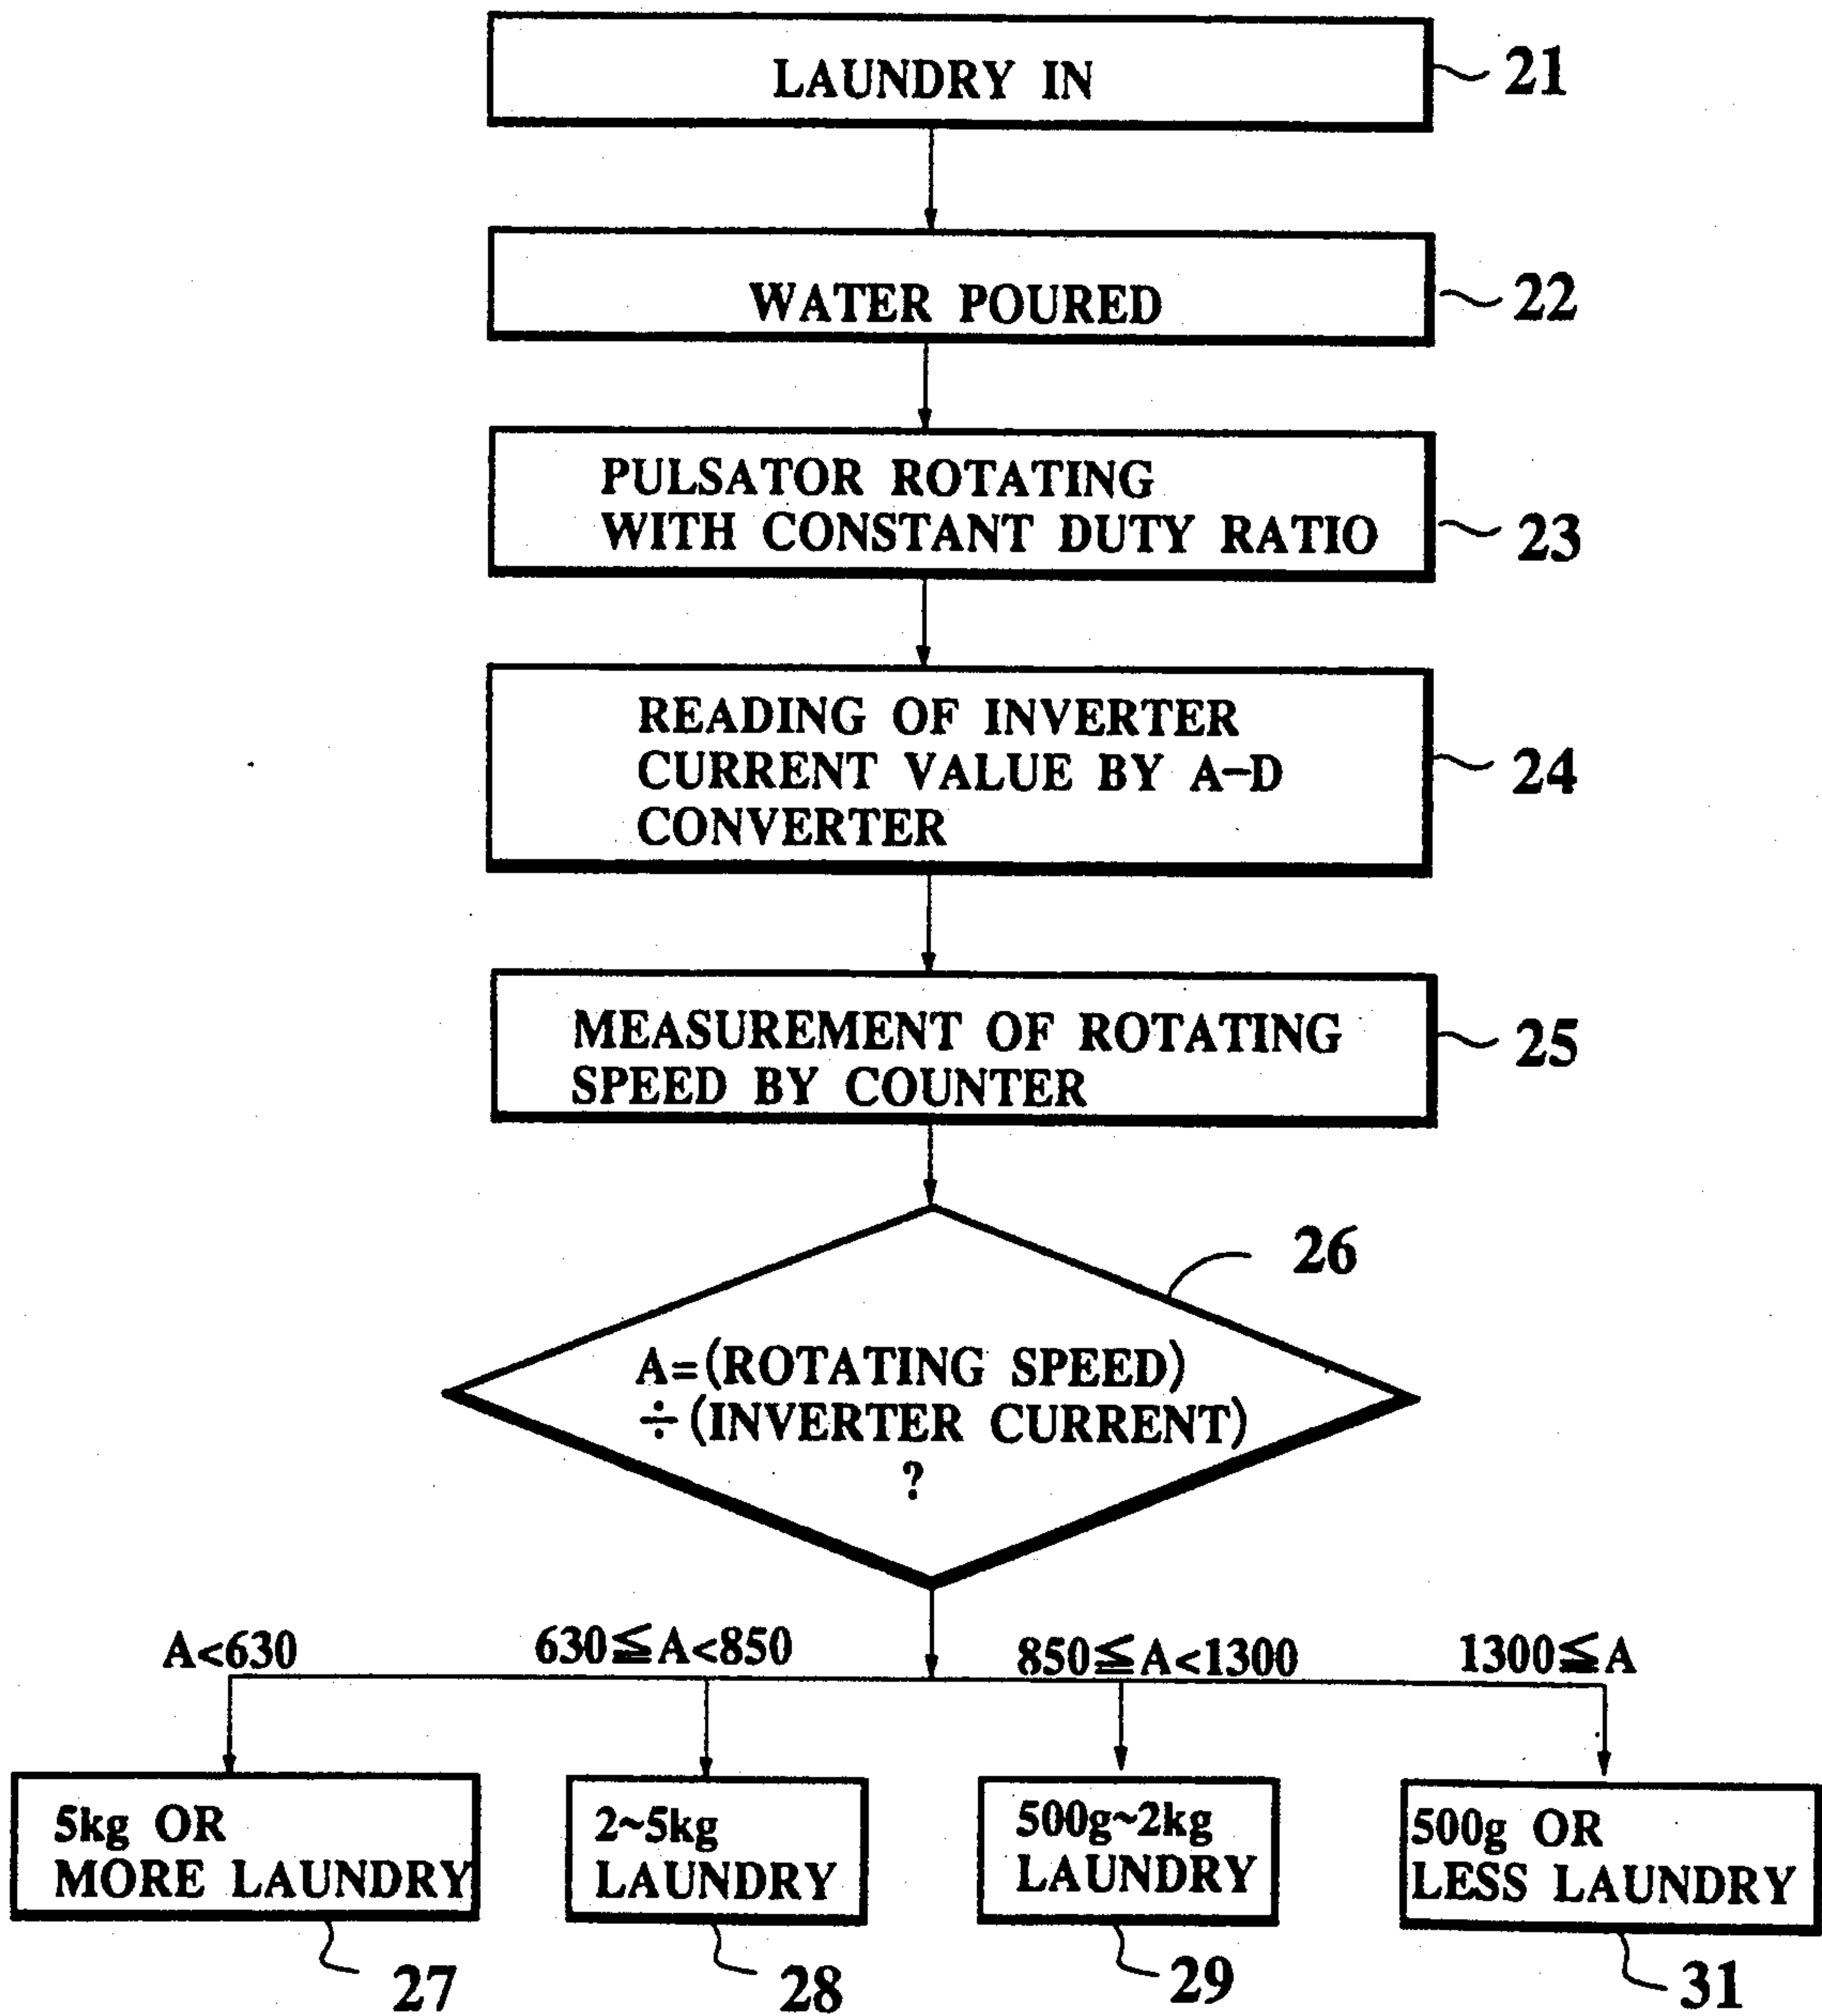 LAUNDRY IN
21
WATER POURED
22
PULSATOR ROTATING
WITH CONSTANT DUTY RATIO
23
READING OF INVERTER
CURRENT VALUE BY A-D
CONVERTER
24
MEASUREMENT OF ROTATING
SPEED BY COUNTER
25
26
A=(ROTATING SPEED)
÷(INVERTER CURRENT)
?
A<630
630≦A<850
850≦A<1300
1300≦A
5kg OR
MORE LAUNDRY
27
2~5kg
LAUNDRY
28
500g~2kg
LAUNDRY
29
500g OR
LESS LAUNDRY
31